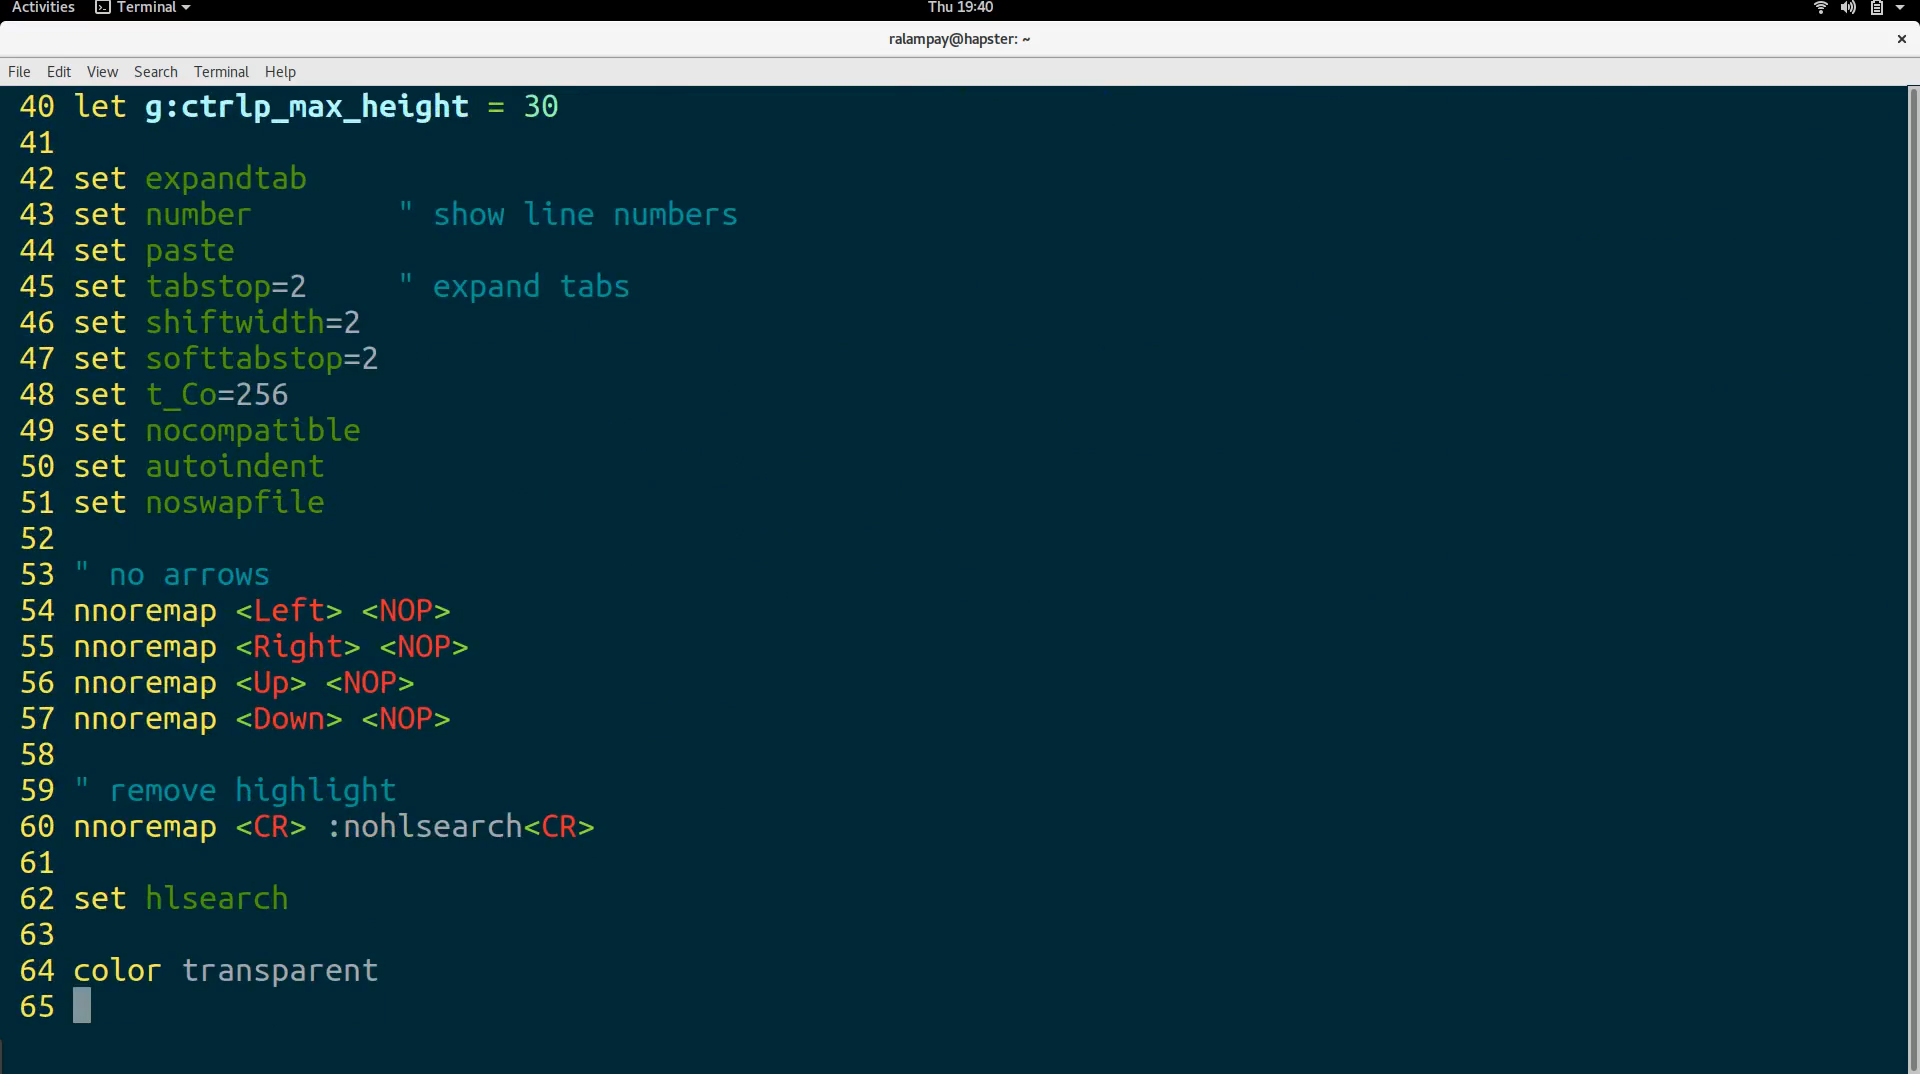 Activities Terminal Thu 19:40
ralampay@hapster: ~ ×
File Edit View Search Terminal Help
40 let g:ctrlp_max_height = 30
41
42 set expandtab
43 set number        " show line numbers
44 set paste
45 set tabstop=2     " expand tabs
46 set shiftwidth=2
47 set softtabstop=2
48 set t_Co=256
49 set nocompatible
50 set autoindent
51 set noswapfile
52
53 " no arrows
54 nnoremap <Left> <NOP>
55 nnoremap <Right> <NOP>
56 nnoremap <Up> <NOP>
57 nnoremap <Down> <NOP>
58
59 " remove highlight
60 nnoremap <CR> :nohlsearch<CR>
61
62 set hlsearch
63
64 color transparent
65